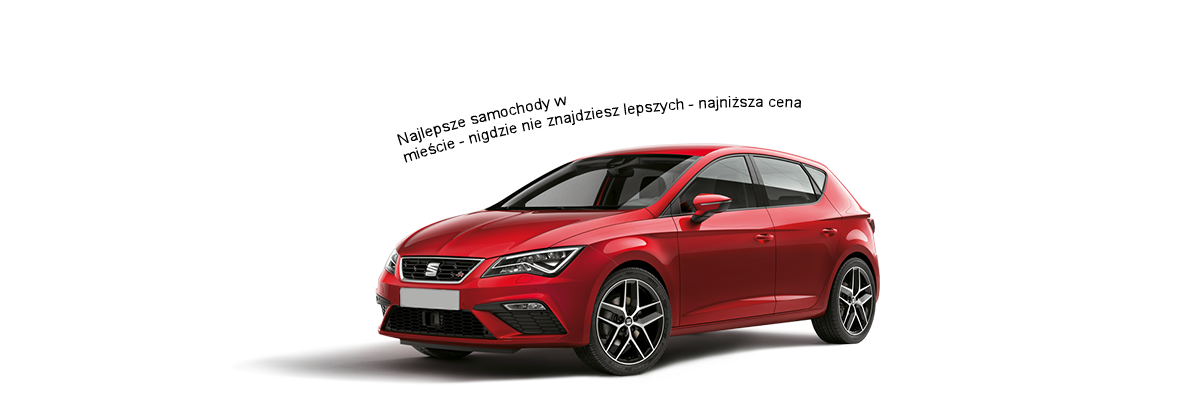 Najlepsze samochody w
mieście - nigdzie nie znajdziesz lepszych - najniższa cena